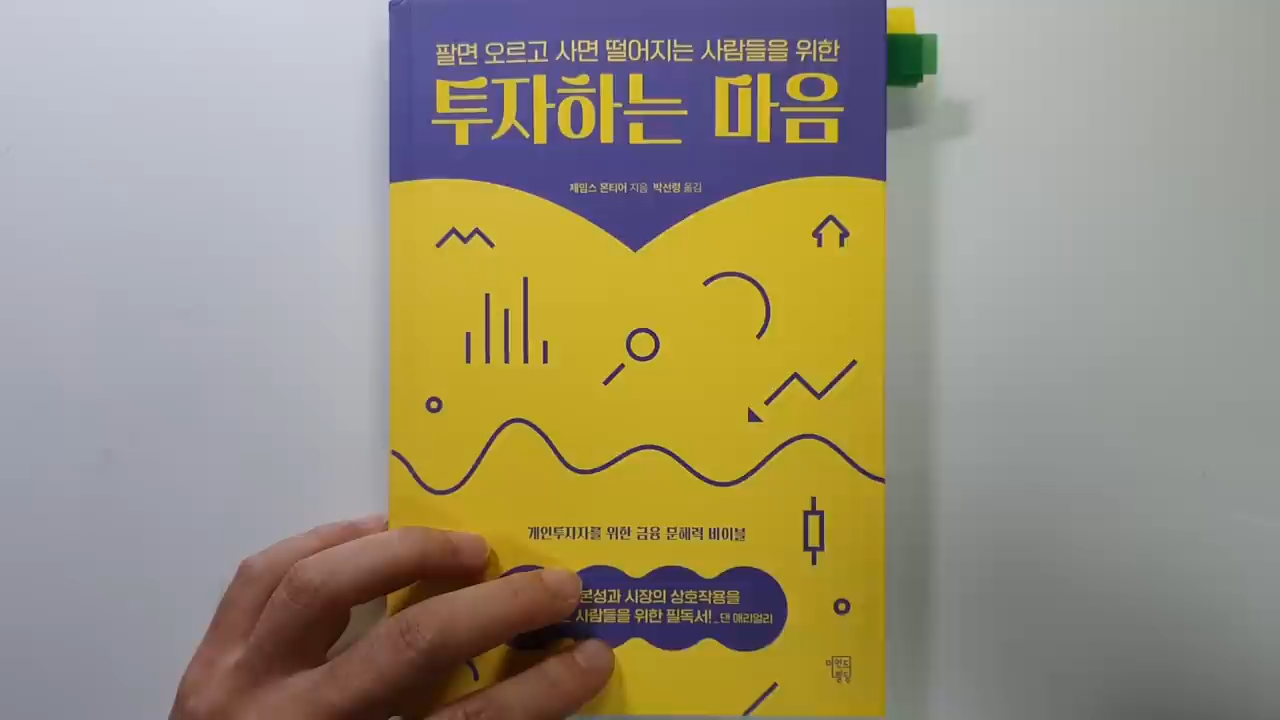 팔면 오르고 사면 떨어지는 사람들을 위한
투자하는 마음
제임스 몬티어 지음 박선령 옮김
개인투자자를 위한 금융 문해력 바이블
본성과 시장의 상호작용을
사람들을 위한 필독서! _댄 애리얼리